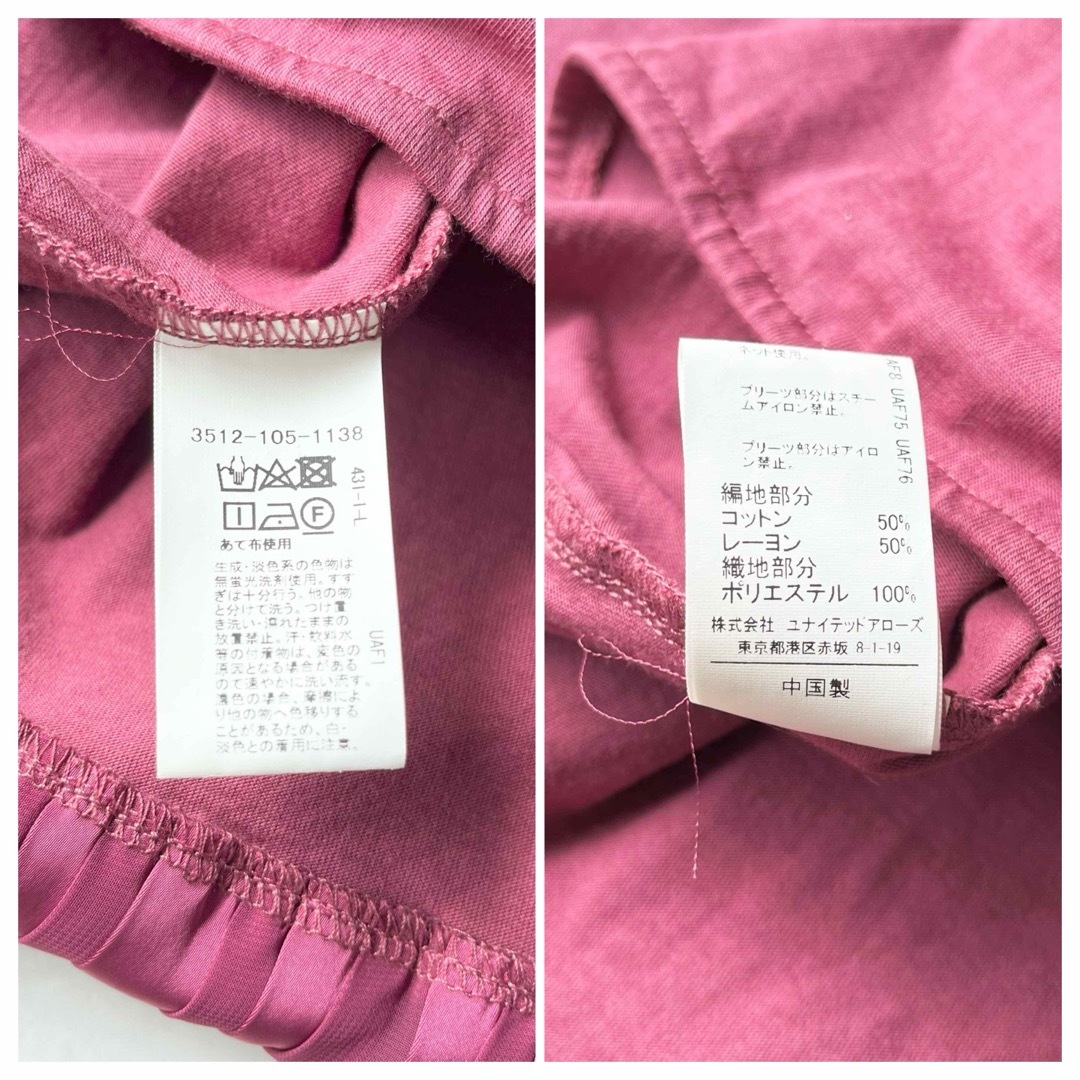 3512-105-1138
431-1-L
F
あて布使用
生成・淡色系の色物は
無蛍光洗剤使用。すす
ぎは十分行う。他の物
と分けて洗う。つけ置
き洗い・濡れたままの
放置禁止。汗・飲料水
等の付着物は、変色の
原因となる場合がある
ので速やかに洗い流す。
濃色の場合、摩擦によ
り他の物へ色移りする
ことがあるため、白・
淡色との着用に注意。
UAF1
ネット使用。
プリーツ部分はスチー
ムアイロン禁止。
プリーツ部分はアイロ
ン禁止。
AF8 UAF75 UAF76
編地部分
コットン 50%
レーヨン 50%
織地部分
ポリエステル 100%
株式会社 ユナイテッドアローズ
東京都港区赤坂 8-1-19
中国製